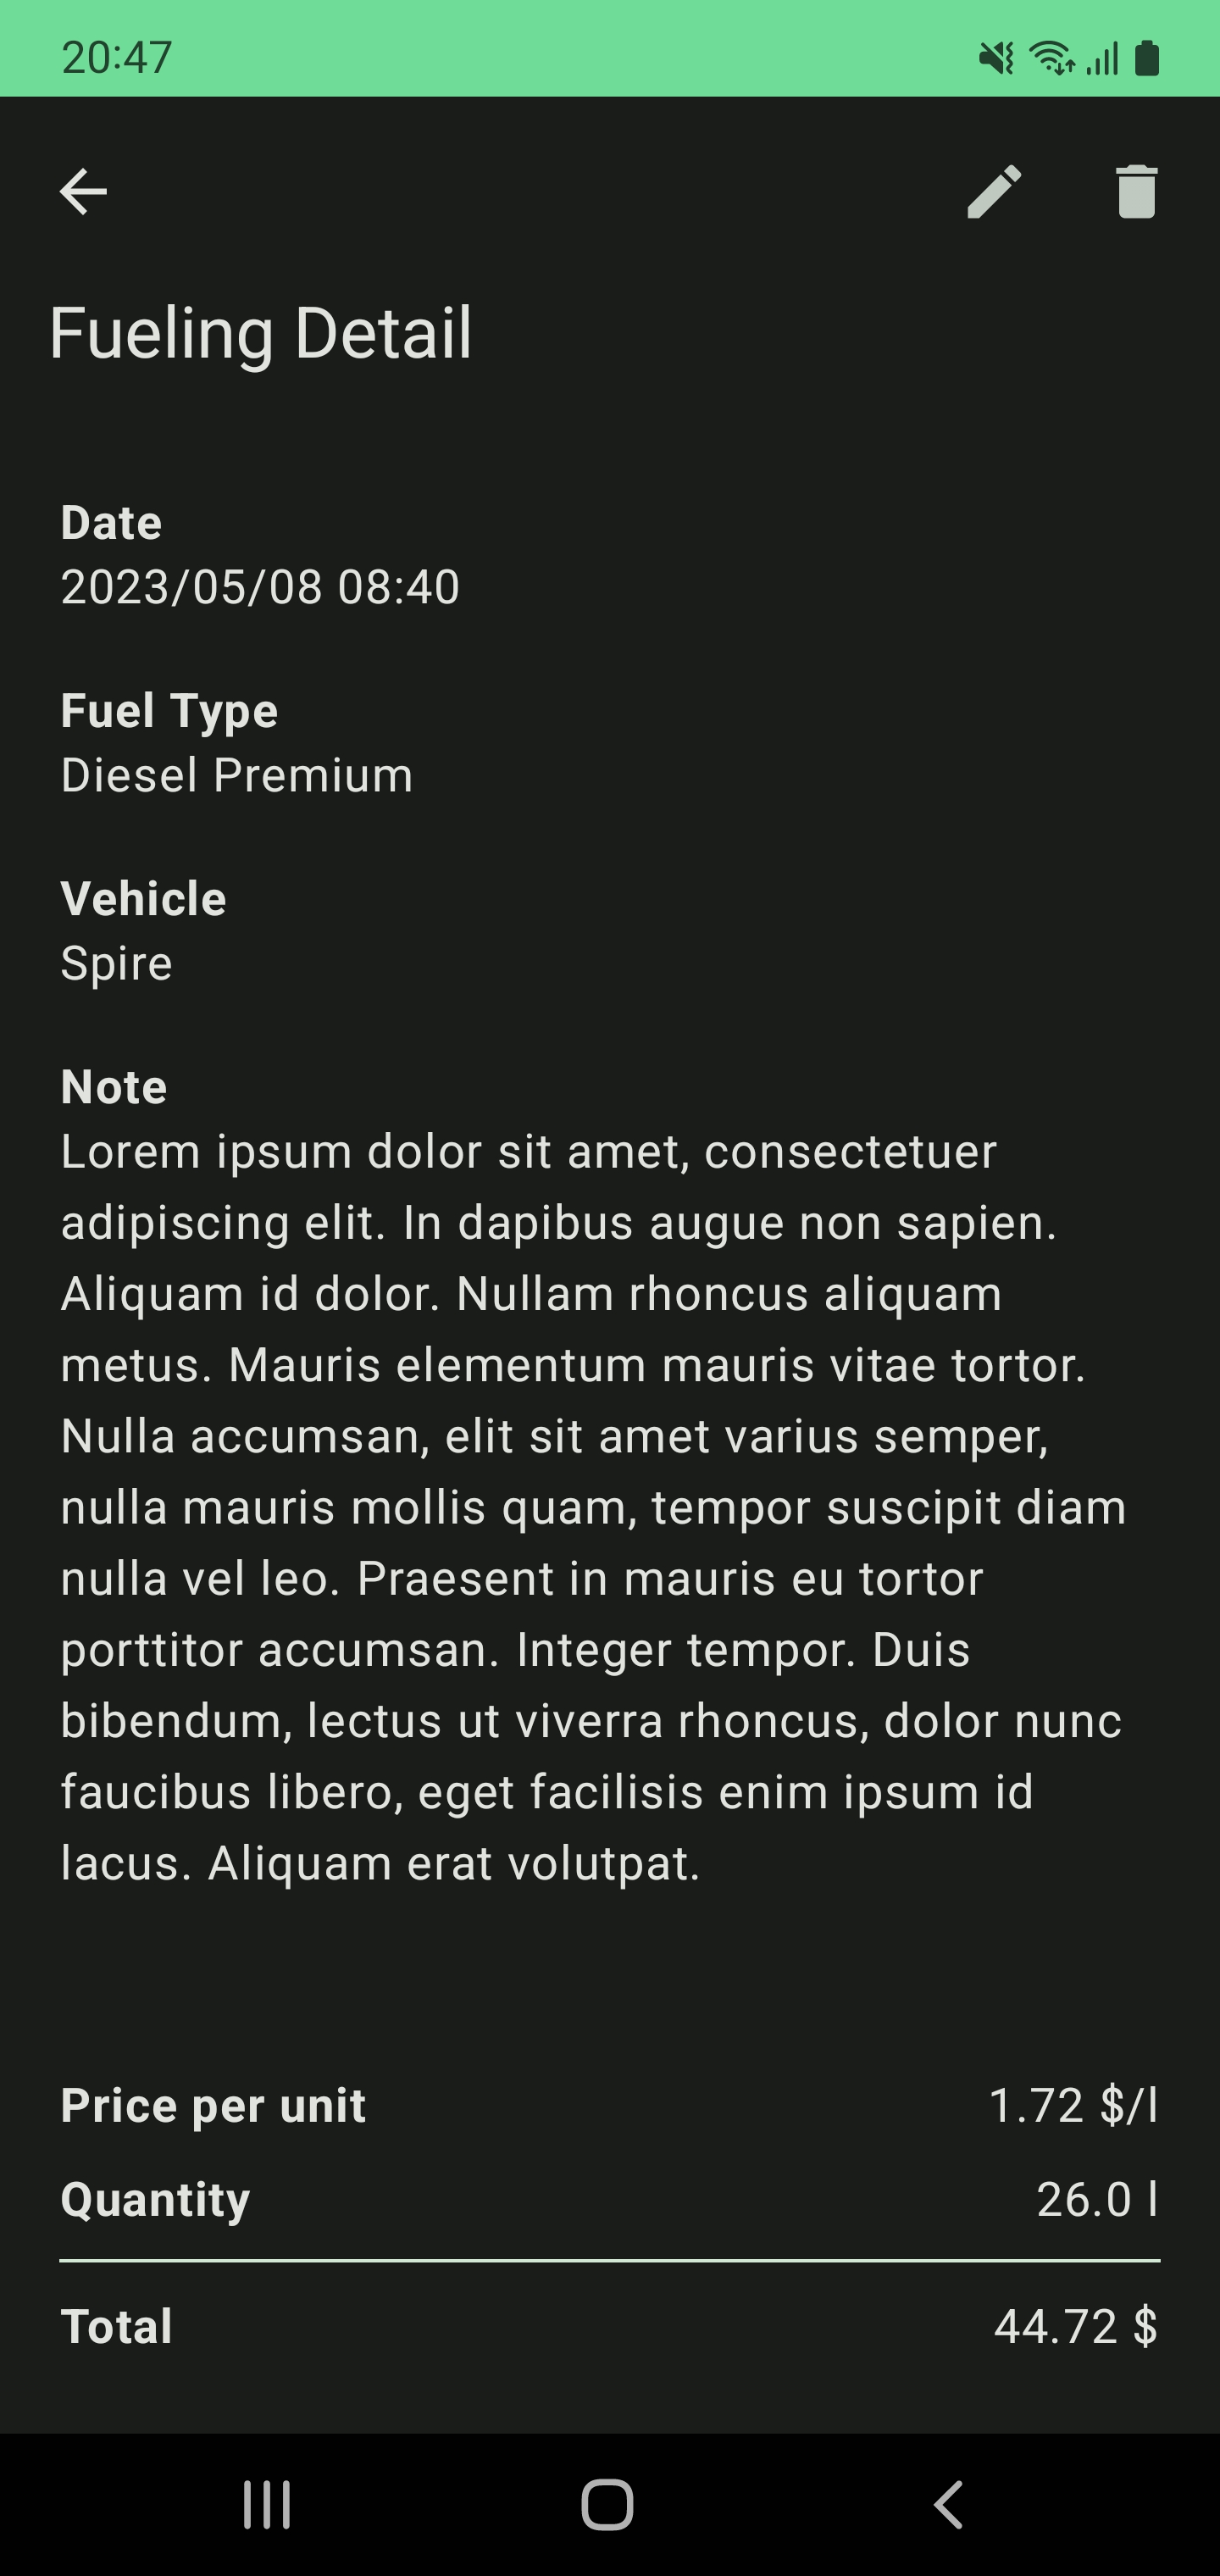 20:47
Fueling Detail
Date
2023/05/08 08:40
Fuel Type
Diesel Premium
Vehicle
Spire
Note
Lorem ipsum dolor sit amet, consectetuer
adipiscing elit. In dapibus augue non sapien.
Aliquam id dolor. Nullam rhoncus aliquam
metus. Mauris elementum mauris vitae tortor.
Nulla accumsan, elit sit amet varius semper,
nulla mauris mollis quam, tempor suscipit diam
nulla vel leo. Praesent in mauris eu tortor
porttitor accumsan. Integer tempor. Duis
bibendum, lectus ut viverra rhoncus, dolor nunc
faucibus libero, eget facilisis enim ipsum id
lacus. Aliquam erat volutpat.
Price per unit 1.72 $/l
Quantity 26.0 l
Total 44.72 $